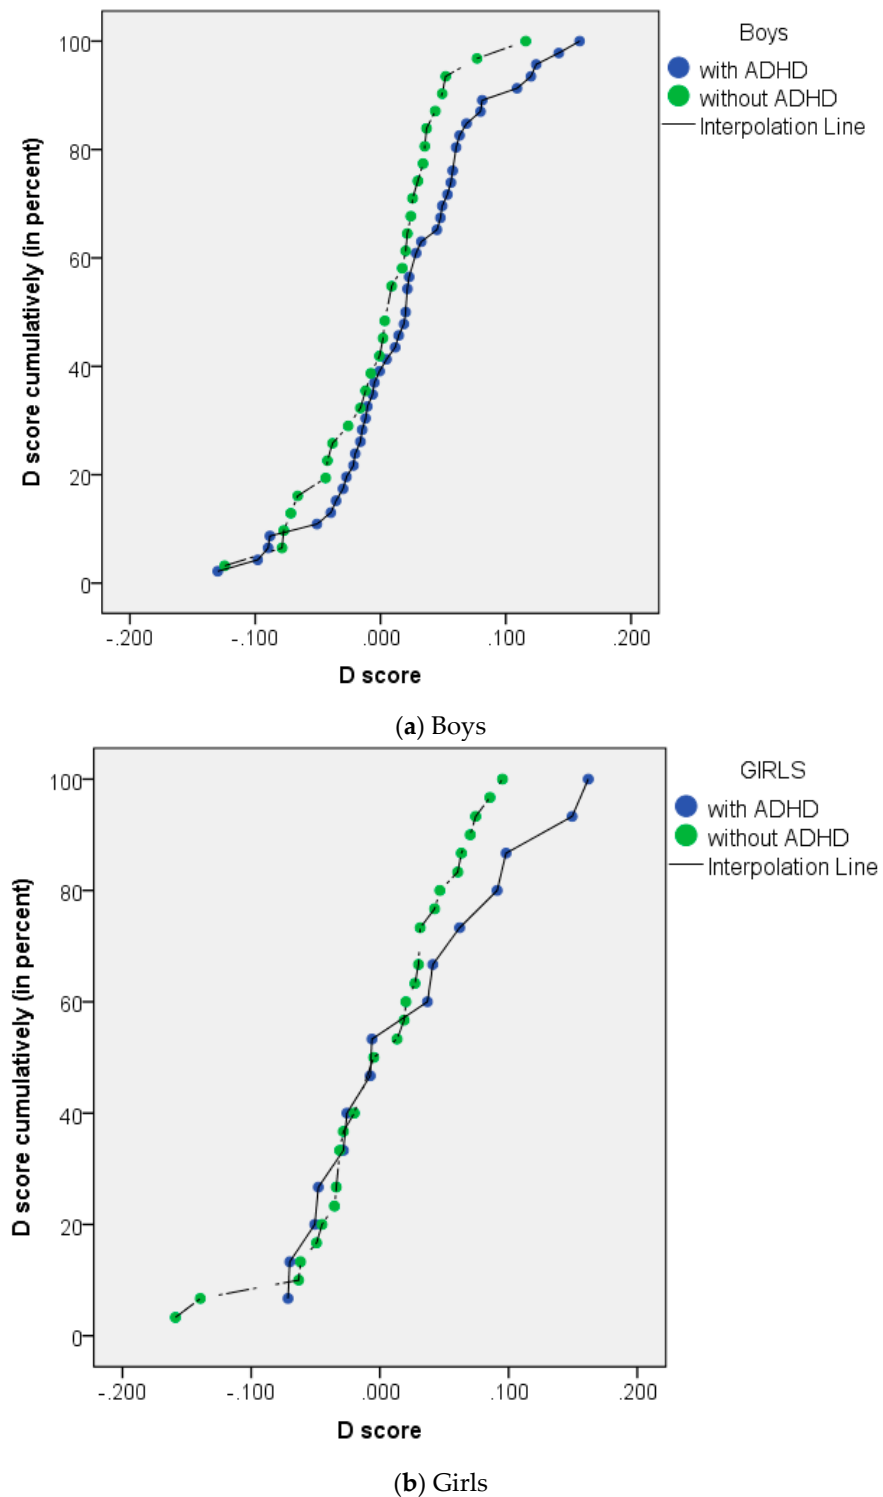 Boys
with ADHD
without ADHD
Interpolation Line
D score cumulatively (in percent)
100
80
60
40
20
0
-.200 -.100 .000 .100 .200
D score
(a) Boys
GIRLS
with ADHD
without ADHD
Interpolation Line
D score cumulatively (in percent)
100
80
60
40
20
0
-.200 -.100 .000 .100 .200
D score
(b) Girls